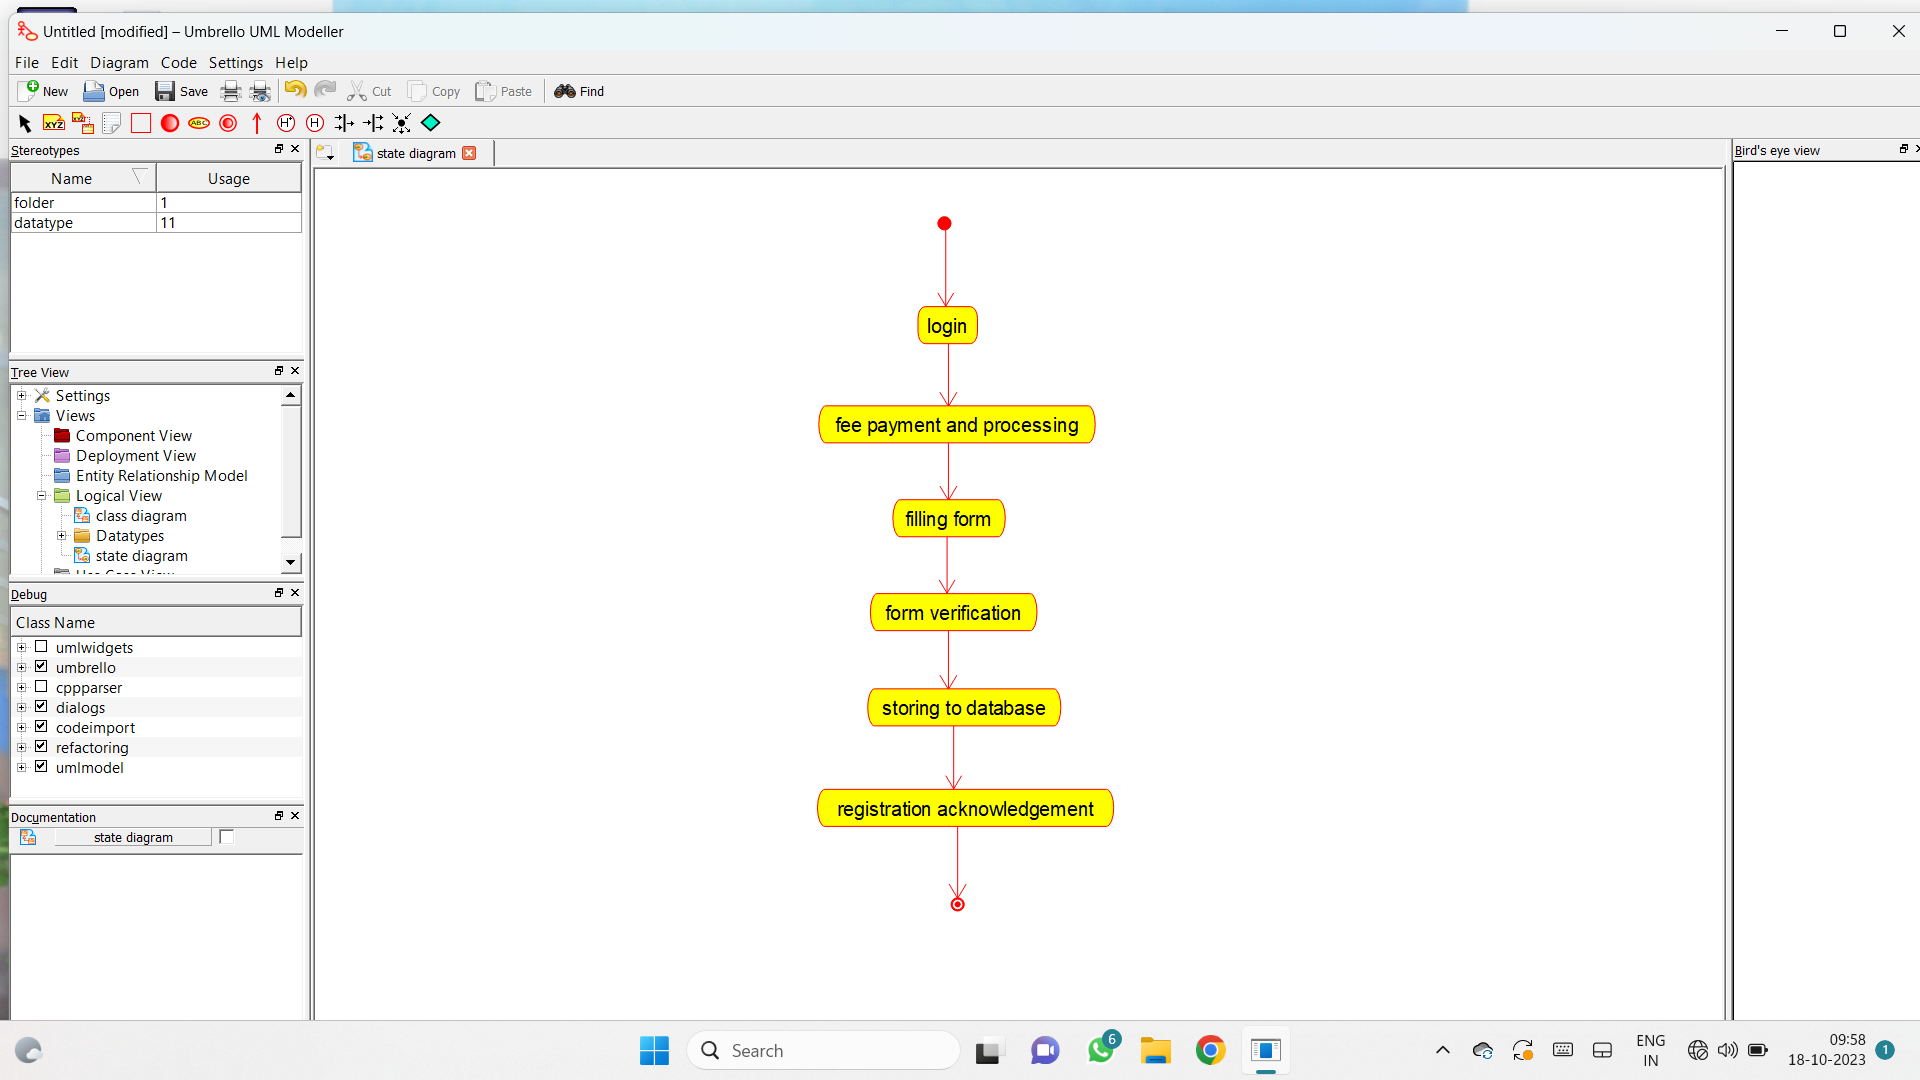 Untitled [modified] – Umbrello UML Modeller
File Edit Diagram Code Settings Help
New Open Save Cut Copy Paste Find
XYZ XYZ ABC H* H
Stereotypes
Name Usage
folder 1
datatype 11
Tree View
Settings
Views
Component View
Deployment View
Entity Relationship Model
Logical View
class diagram
Datatypes
state diagram
Debug
Class Name
umlwidgets
umbrello
cppparser
dialogs
codeimport
refactoring
umlmodel
Documentation
state diagram
state diagram
login
fee payment and processing
filling form
form verification
storing to database
registration acknowledgement
Bird's eye view
Search
6
ENG
IN
09:58
18-10-2023
1